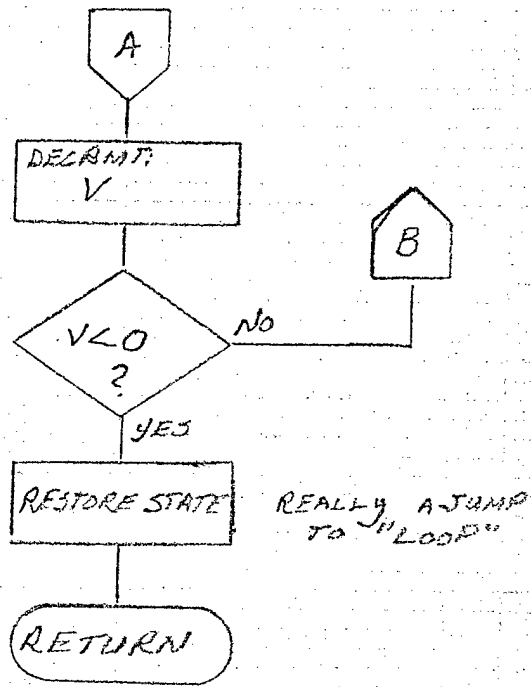 A
DECRMT:
V
B
V<0
?
NO
YES
RESTORE STATE
REALLY A JUMP
TO "LOOP"
RETURN